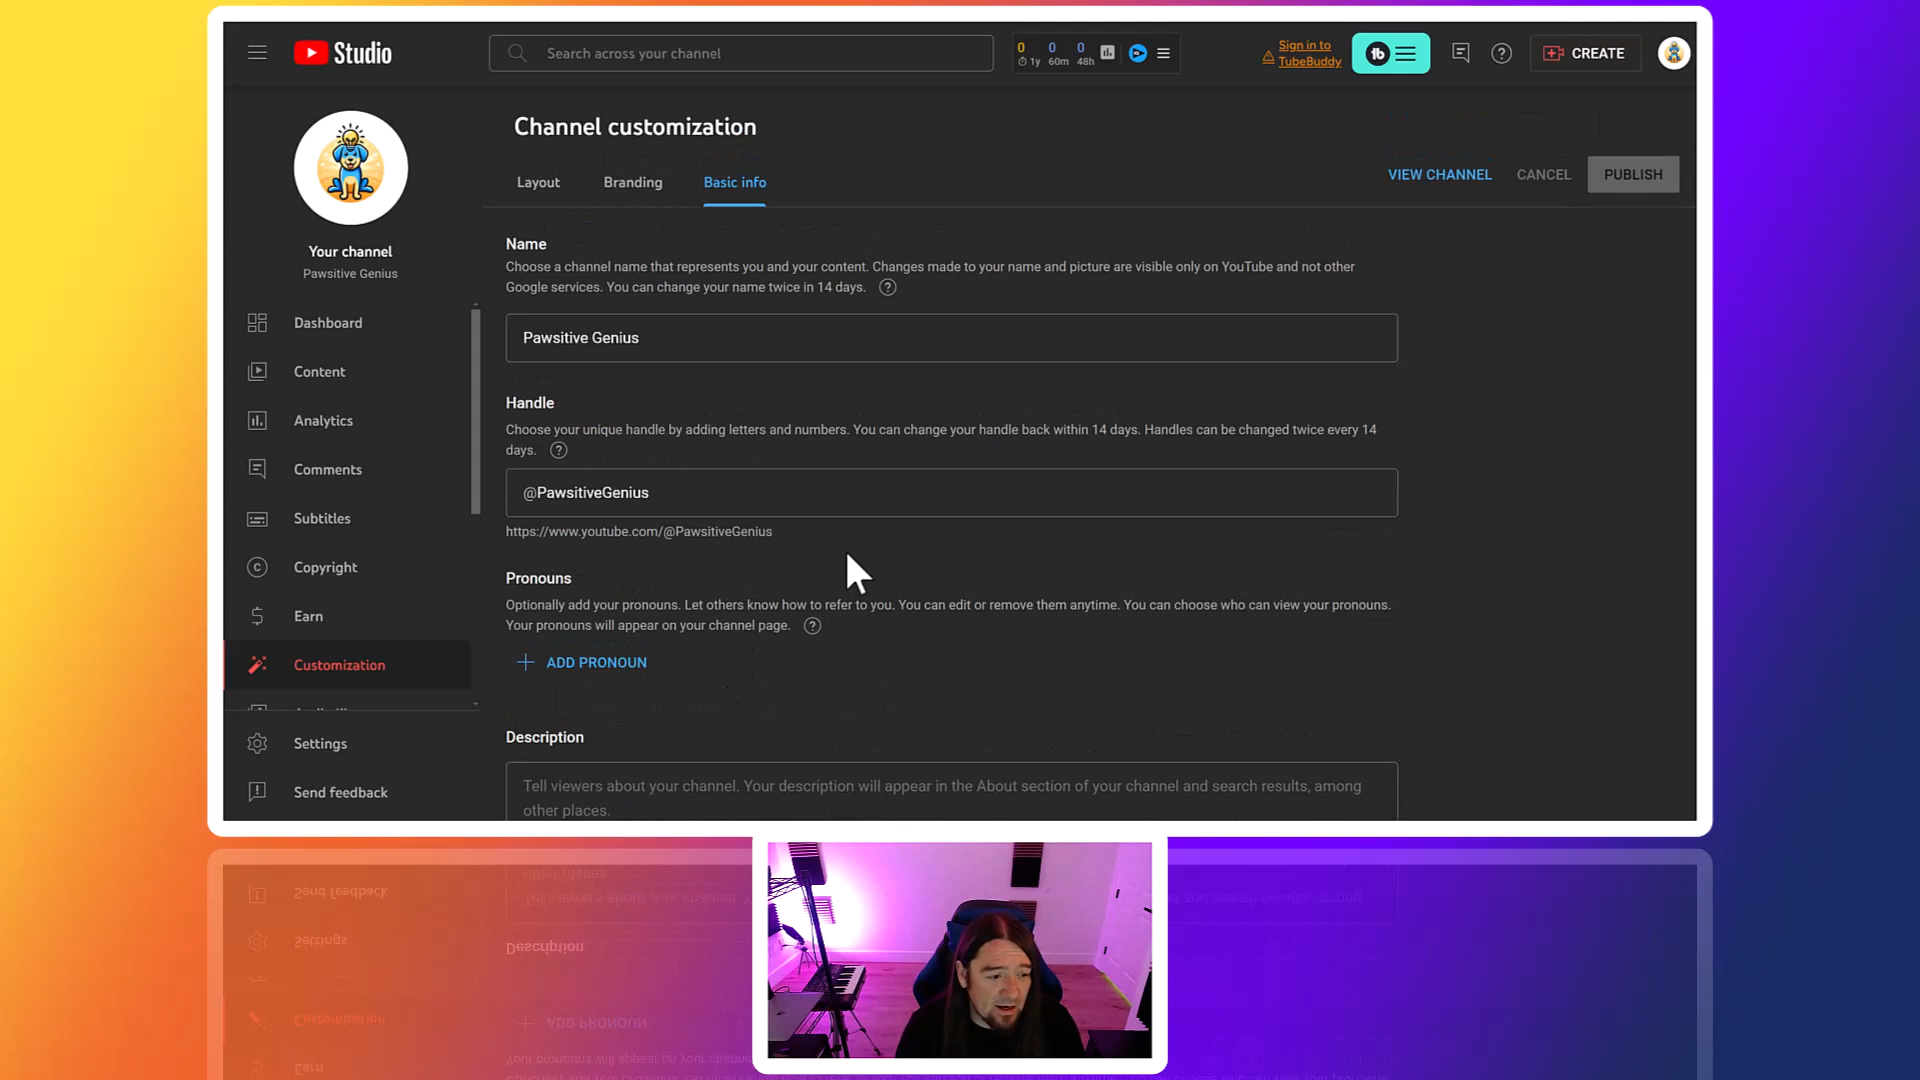 Studio
Search across your channel
0 0 0
1y 60m 48h
Sign in to
TubeBuddy
tb
CREATE
Channel customization
Layout
Branding
Basic info
VIEW CHANNEL
CANCEL
PUBLISH
Your channel
Pawsitive Genius
Dashboard
Content
Analytics
Comments
Subtitles
Copyright
Earn
Customization
Settings
Send feedback
Name
Choose a channel name that represents you and your content. Changes made to your name and picture are visible only on YouTube and not other
Google services. You can change your name twice in 14 days.
Pawsitive Genius
Handle
Choose your unique handle by adding letters and numbers. You can change your handle back within 14 days. Handles can be changed twice every 14
days.
@PawsitiveGenius
https://www.youtube.com/@PawsitiveGenius
Pronouns
Optionally add your pronouns. Let others know how to refer to you. You can edit or remove them anytime. You can choose who can view your pronouns.
Your pronouns will appear on your channel page.
ADD PRONOUN
Description
Tell viewers about your channel. Your description will appear in the About section of your channel and search results, among
other places.